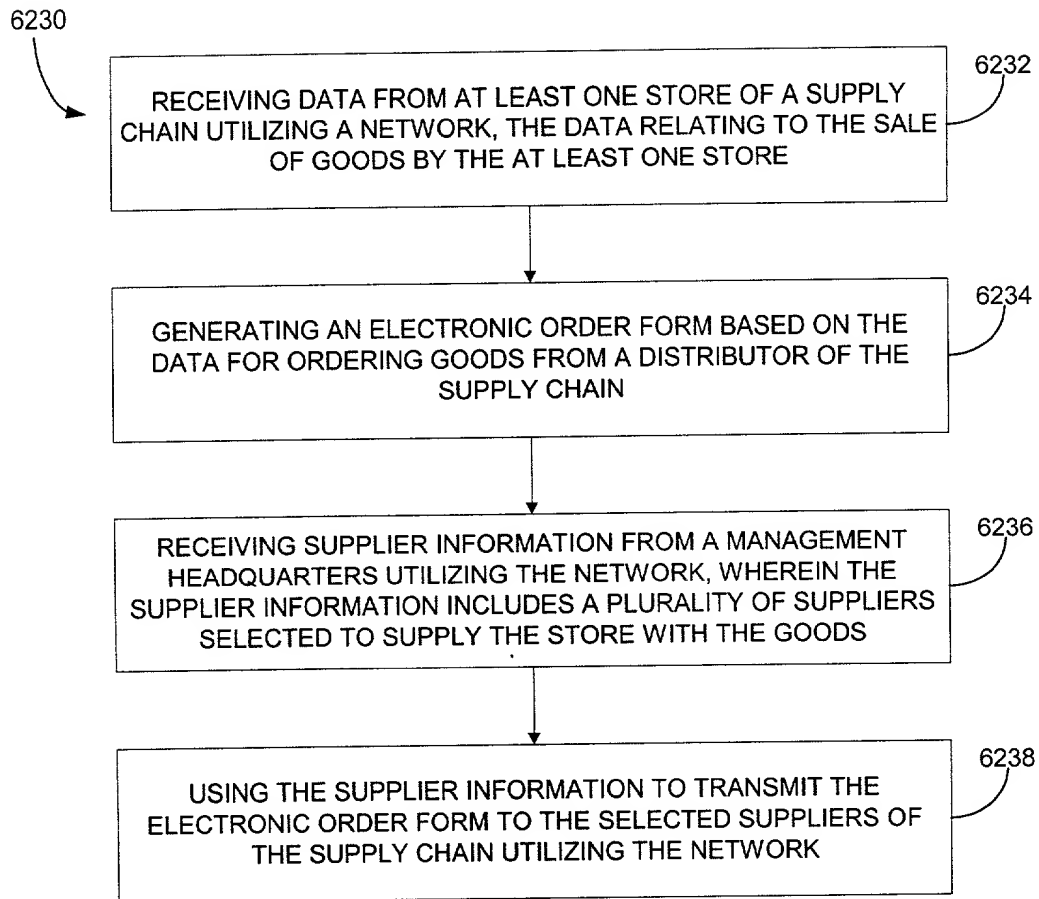 6230
6232
RECEIVING DATA FROM AT LEAST ONE STORE OF A SUPPLY
CHAIN UTILIZING A NETWORK, THE DATA RELATING TO THE SALE
OF GOODS BY THE AT LEAST ONE STORE
6234
GENERATING AN ELECTRONIC ORDER FORM BASED ON THE
DATA FOR ORDERING GOODS FROM A DISTRIBUTOR OF THE
SUPPLY CHAIN
6236
RECEIVING SUPPLIER INFORMATION FROM A MANAGEMENT
HEADQUARTERS UTILIZING THE NETWORK, WHEREIN THE
SUPPLIER INFORMATION INCLUDES A PLURALITY OF SUPPLIERS
SELECTED TO SUPPLY THE STORE WITH THE GOODS
6238
USING THE SUPPLIER INFORMATION TO TRANSMIT THE
ELECTRONIC ORDER FORM TO THE SELECTED SUPPLIERS OF
THE SUPPLY CHAIN UTILIZING THE NETWORK